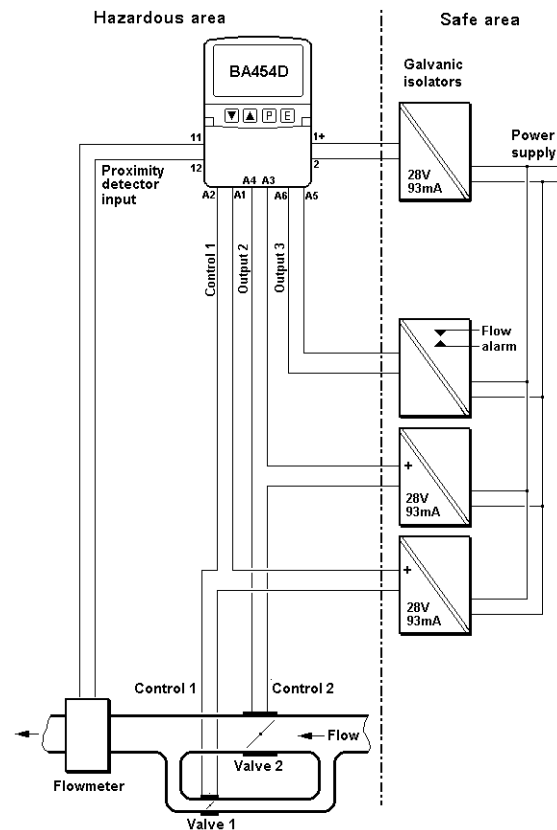 Hazardous area
Safe area
BA454D
P
E
Galvanic
isolators
11
12
1+
2
Power
supply
28V
93mA
Proximity
detector
input
A4 A3
A2
A1
A6
A5
Control 1
Output 2
Output 3
Flow
alarm
+
28V
93mA
+
28V
93mA
Control 1
Control 2
Flow
Valve 2
Flowmeter
Valve 1